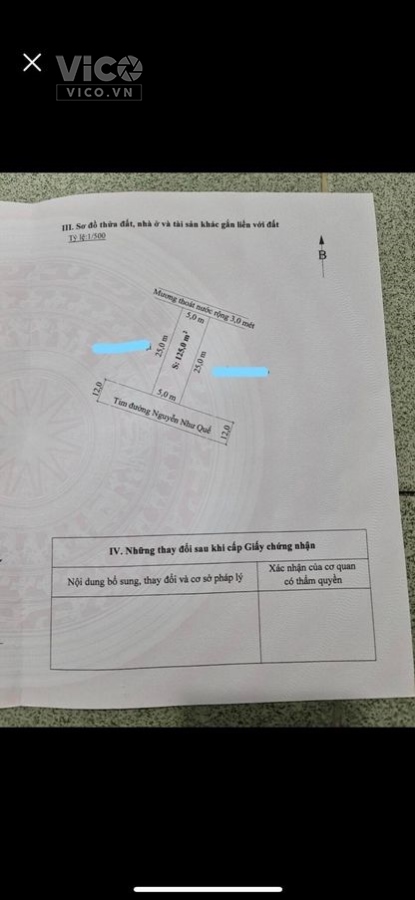 ViCO
VICO.VN
III. Sơ đồ thửa đất, nhà ở và tài sản khác gắn liền với đất
Tỷ lệ:1/500
B
Mương thoát nước rộng 3,0 mét
5,0 m
25,0 m
S: 125,0 m²
25,0 m
5,0 m
12,0
Tim đường Nguyễn Như Quế
12,0
IV. Những thay đổi sau khi cấp Giấy chứng nhận
Nội dung bổ sung, thay đổi và cơ sở pháp lý
Xác nhận của cơ quan
có thẩm quyền